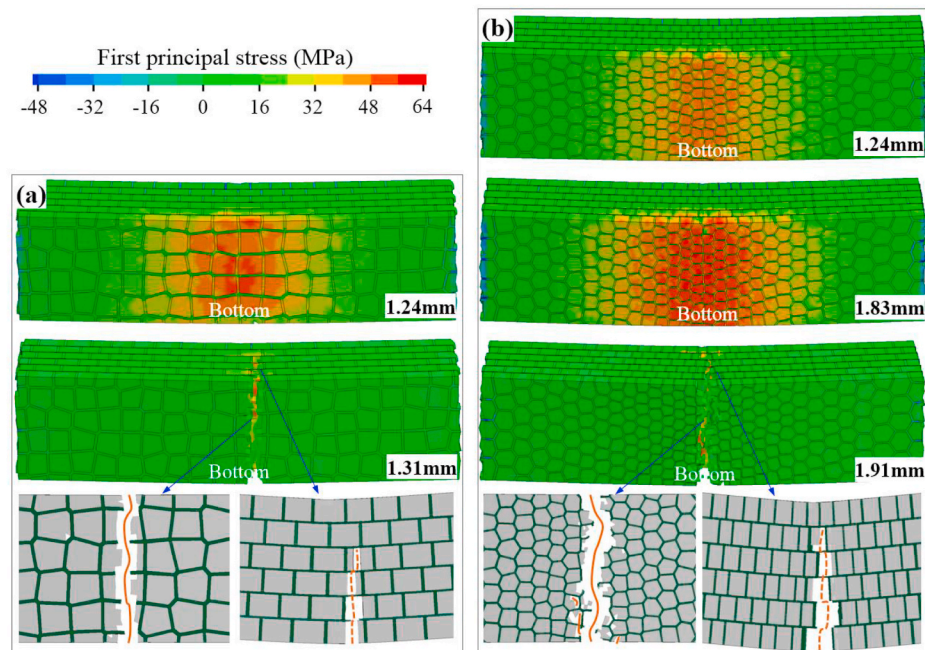 First principal stress (MPa)
-48 -32 -16 0 16 32 48 64
(a)
Bottom
1.24mm
Bottom
1.31mm
(b)
Bottom
1.24mm
Bottom
1.83mm
Bottom
1.91mm